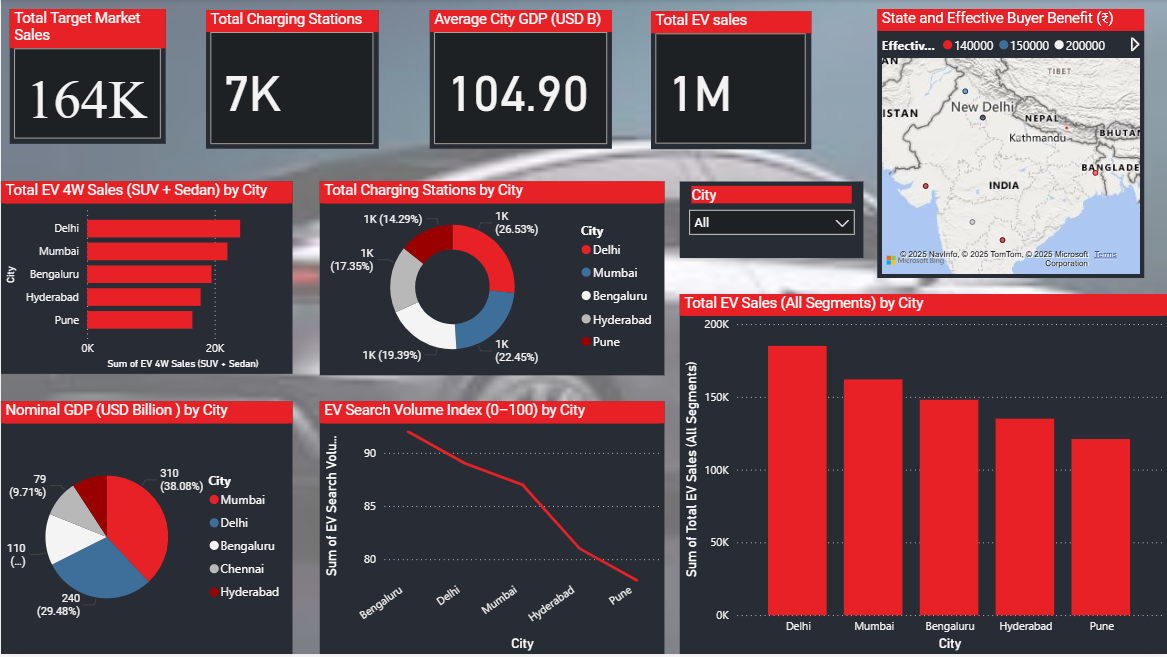 Total Target Market
Sales
164K
Total Charging Stations
7K
Average City GDP (USD B)
104.90
Total EV sales
1M
State and Effective Buyer Benefit (₹)
Effectiv... 140000 150000 200000
AN
TIBET
ISTAN
New Delhi
NEPAL
Kathmandu
BHUTAN
BANGLADE
INDIA
© 2025 NavInfo, © 2025 TomTom, © 2025 Microsoft
Corporation
Terms
Microsoft Bing
Total EV 4W Sales (SUV + Sedan) by City
City
Delhi
Mumbai
Bengaluru
Hyderabad
Pune
0K 20K
Sum of EV 4W Sales (SUV + Sedan)
Total Charging Stations by City
1K (14.29%)
1K
(26.53%)
1K
(17.35%)
1K (19.39%)
1K
(22.45%)
City
Delhi
Mumbai
Bengaluru
Hyderabad
Pune
City
All
Nominal GDP (USD Billion ) by City
79
(9.71%)
310
(38.08%)
110
(...)
240
(29.48%)
City
Mumbai
Delhi
Bengaluru
Chennai
Hyderabad
EV Search Volume Index (0–100) by City
Sum of EV Search Volu...
90
85
80
Bengaluru
Delhi
Mumbai
Hyderabad
Pune
City
Total EV Sales (All Segments) by City
Sum of Total EV Sales (All Segments)
200K
150K
100K
50K
0K
Delhi Mumbai Bengaluru Hyderabad Pune
City